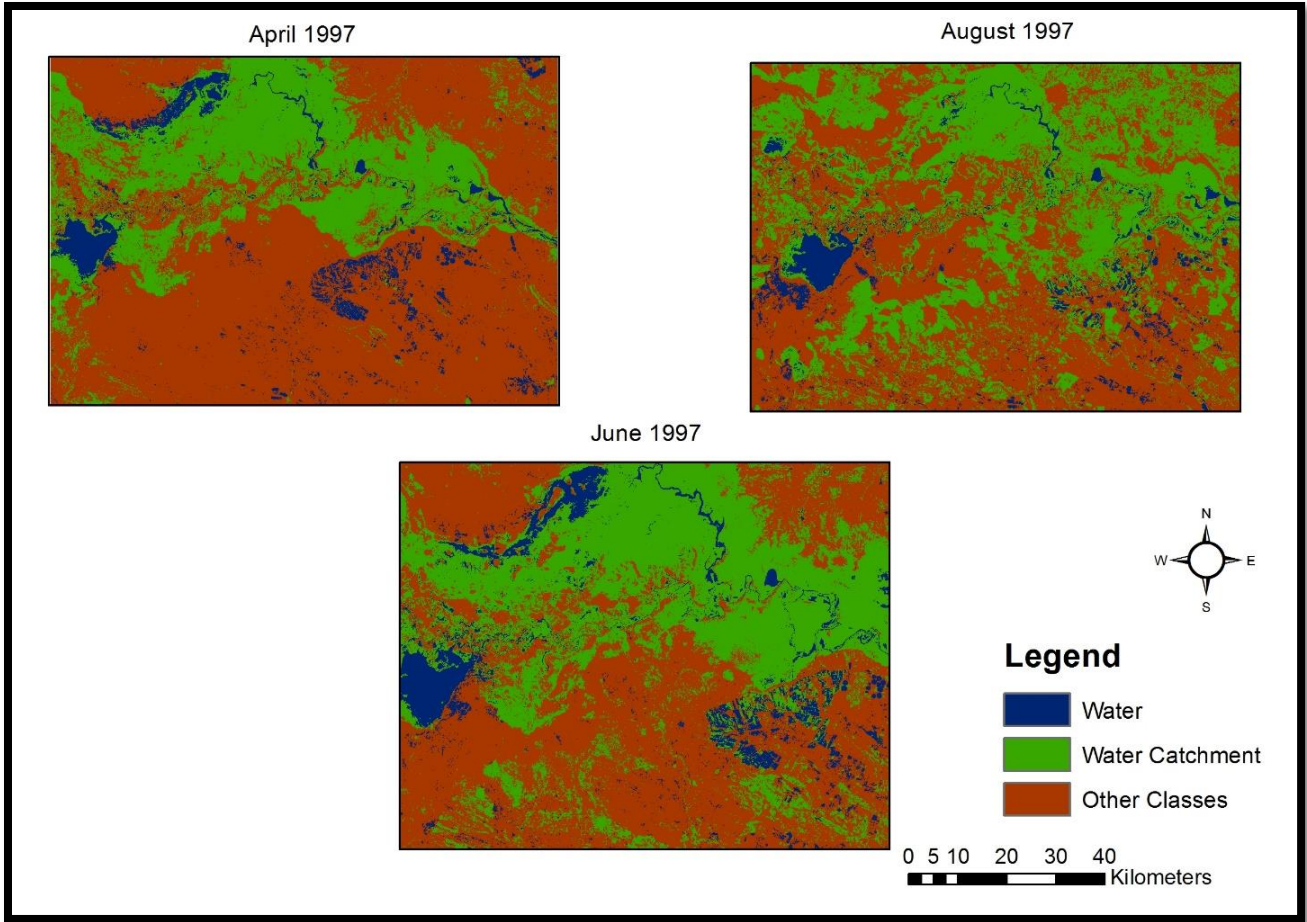 April 1997
August 1997
June 1997
N
W E
S
Legend
Water
Water Catchment
Other Classes
0 5 10 20 30 40
Kilometers